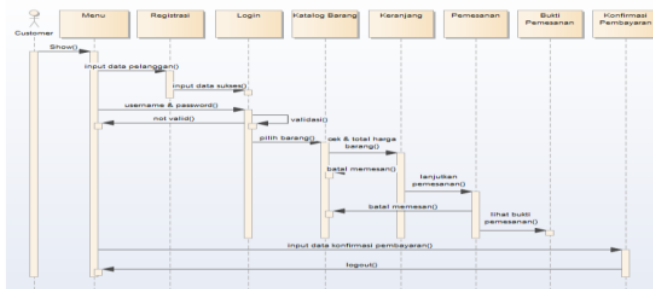 Customer
Menu
Registrasi
Login
Katalog Barang
Keranjang
Pemesanan
Bukti
Pemesanan
Konfirmasi
Pembayaran
Show()
input data pelanggan()
input data sukses()
username & password()
not valid()
validasi()
pilih barang()
cek & total harga
barang()
batal memesan()
lanjutkan
pemesanan()
batal memesan()
lihat bukti
pemesanan()
input data konfirmasi pembayaran()
logout()